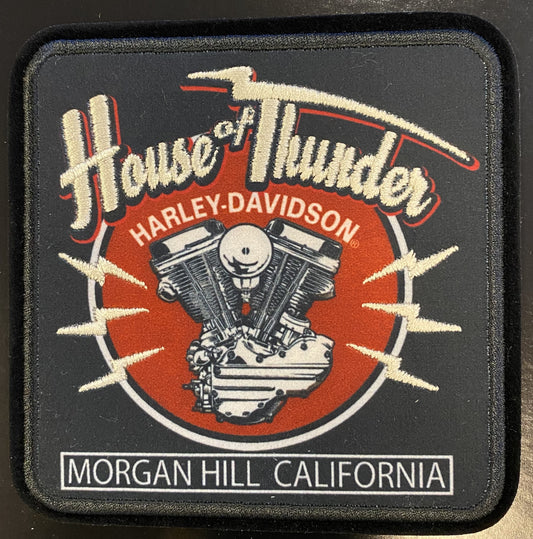 House of Thunder
HARLEY-DAVIDSON®
MORGAN HILL CALIFORNIA